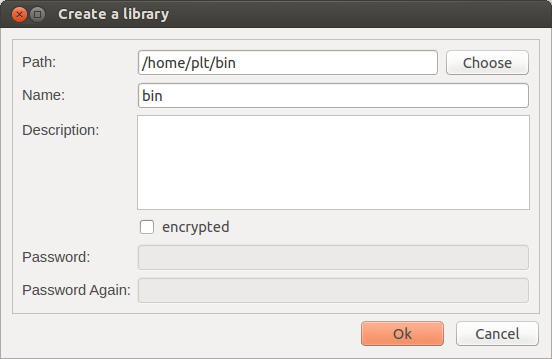 Create a library
Path: /home/plt/bin Choose
Name: bin
Description:
encrypted
Password:
Password Again:
Ok Cancel